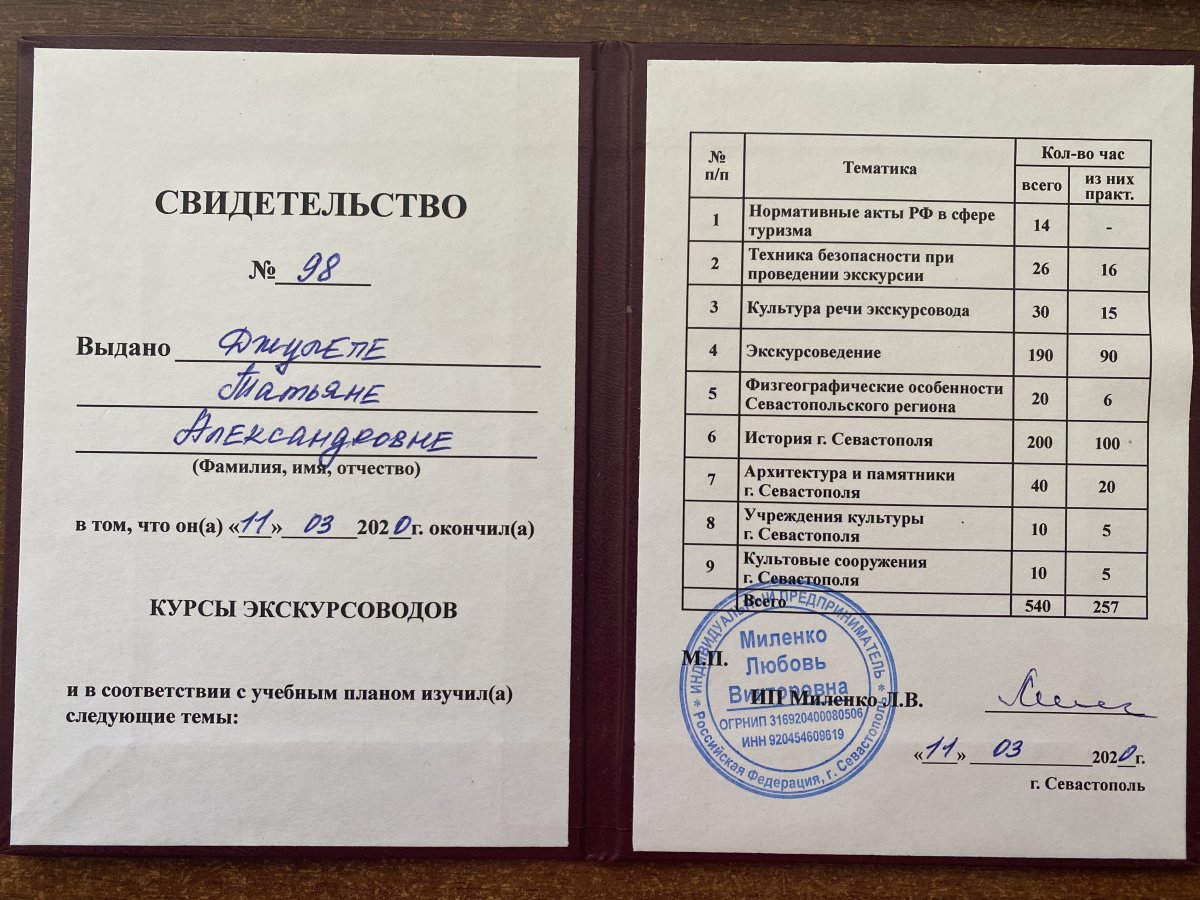 СВИДЕТЕЛЬСТВО
№ 98
Выдано Джулепе
Татьяне
Александровне
(Фамилия, имя, отчество)
в том, что он(а) «11» 03 2020г. окончил(а)
КУРСЫ ЭКСКУРСОВОДОВ
и в соответствии с учебным планом изучил(а)
следующие темы:
№ п/п Тематика Кол-во час
всего из них практ.
1 Нормативные акты РФ в сфере туризма 14 -
2 Техника безопасности при проведении экскурсии 26 16
3 Культура речи экскурсовода 30 15
4 Экскурсоведение 190 90
5 Физгеографические особенности Севастопольского региона 20 6
6 История г. Севастополя 200 100
7 Архитектура и памятники г. Севастополя 40 20
8 Учреждения культуры г. Севастополя 10 5
9 Культовые сооружения г. Севастополя 10 5
Всего 540 257
М.П.
ИП Миленко Л.В.
ИНДИВИДУАЛЬНЫЙ ПРЕДПРИНИМАТЕЛЬ
Миленко
Любовь
Викторовна
ОГРНИП 316920400080506
ИНН 920454609619
Российская Федерация, г. Севастополь
«11» 03 2020г.
г. Севастополь